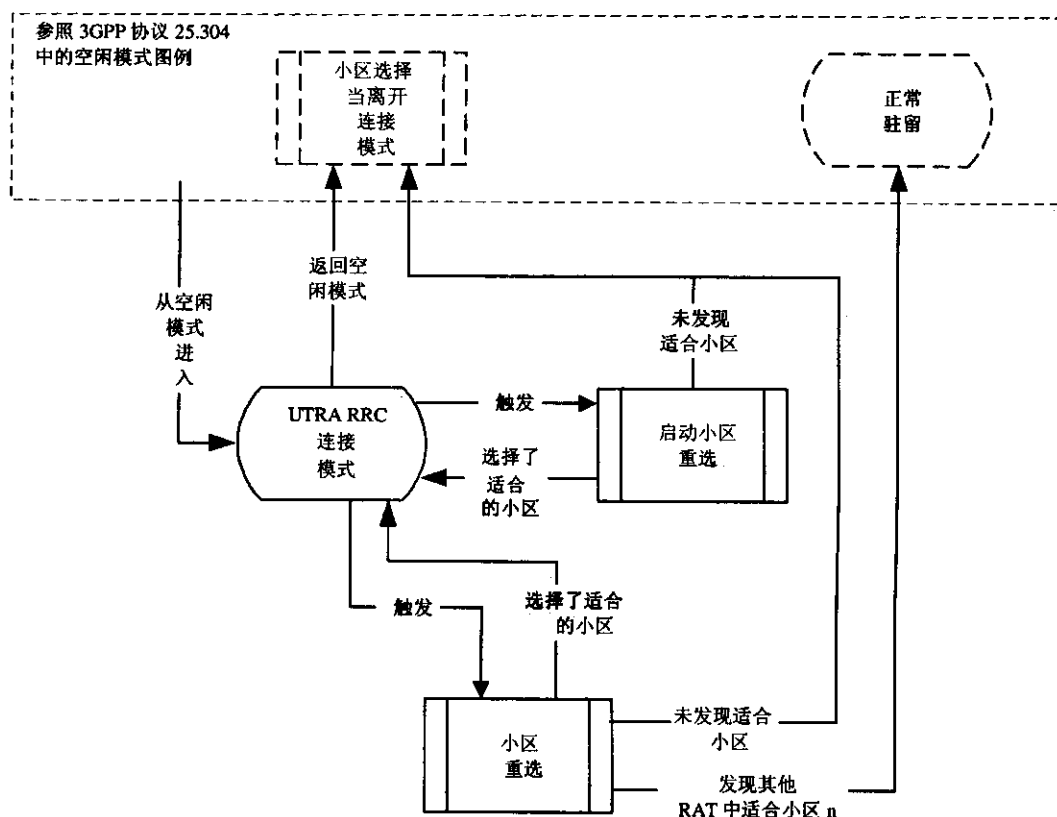 参照 3GPP 协议 25.304
中的空闲模式图例
小区选择
当离开
连接
模式
正常
驻留
返回空
闲模式
从空闲
模式
进
入
未发现
适合小区
UTRA RRC
连接
模式
触发
启动小区
重选
选择了
适合
的小区
触发
选择了适合
的小区
小区
重选
未发现适合
小区
发现其他
RAT 中适合小区 n